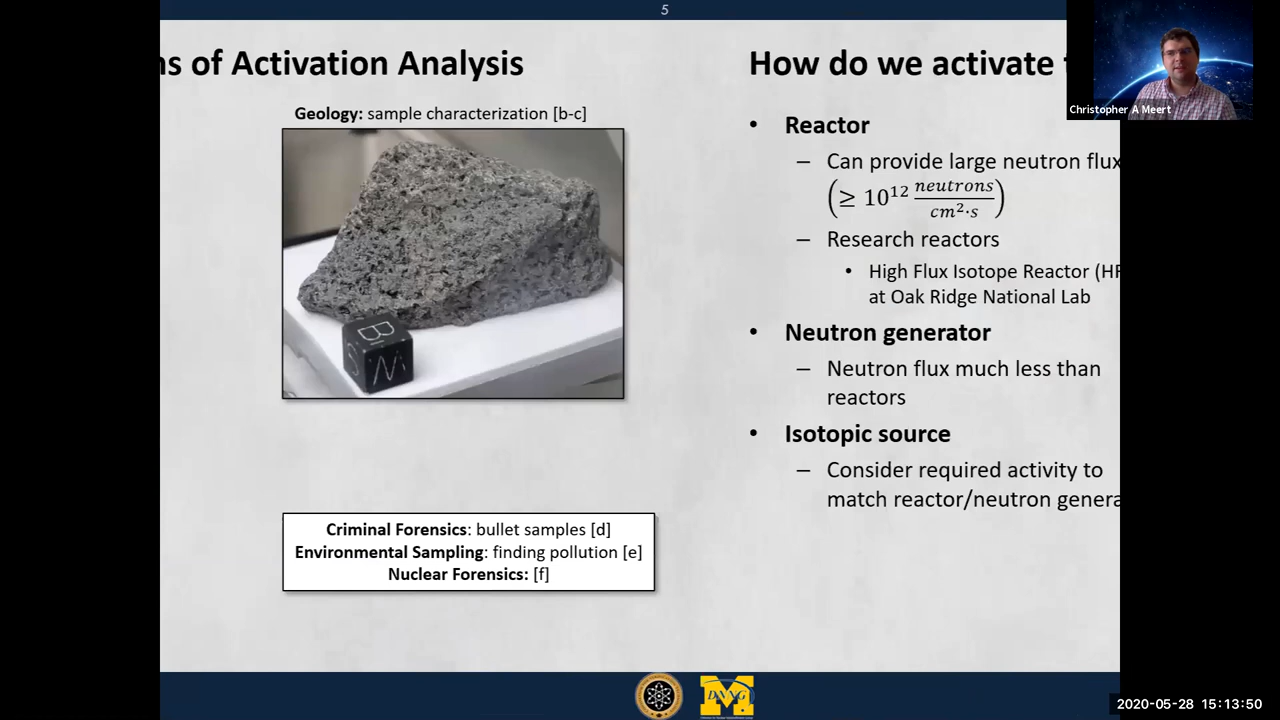 5
ns of Activation Analysis
Geology: sample characterization [b-c]
B
S
N
Criminal Forensics: bullet samples [d]
Environmental Sampling: finding pollution [e]
Nuclear Forensics: [f]
How do we activate
• Reactor
– Can provide large neutron flux
(≥ 10¹² neutrons/cm²·s)
– Research reactors
• High Flux Isotope Reactor (HF
at Oak Ridge National Lab
• Neutron generator
– Neutron flux much less than
reactors
• Isotopic source
– Consider required activity to
match reactor/neutron genera
Christopher A Meert
M
DNNG
2020-05-28 15:13:50